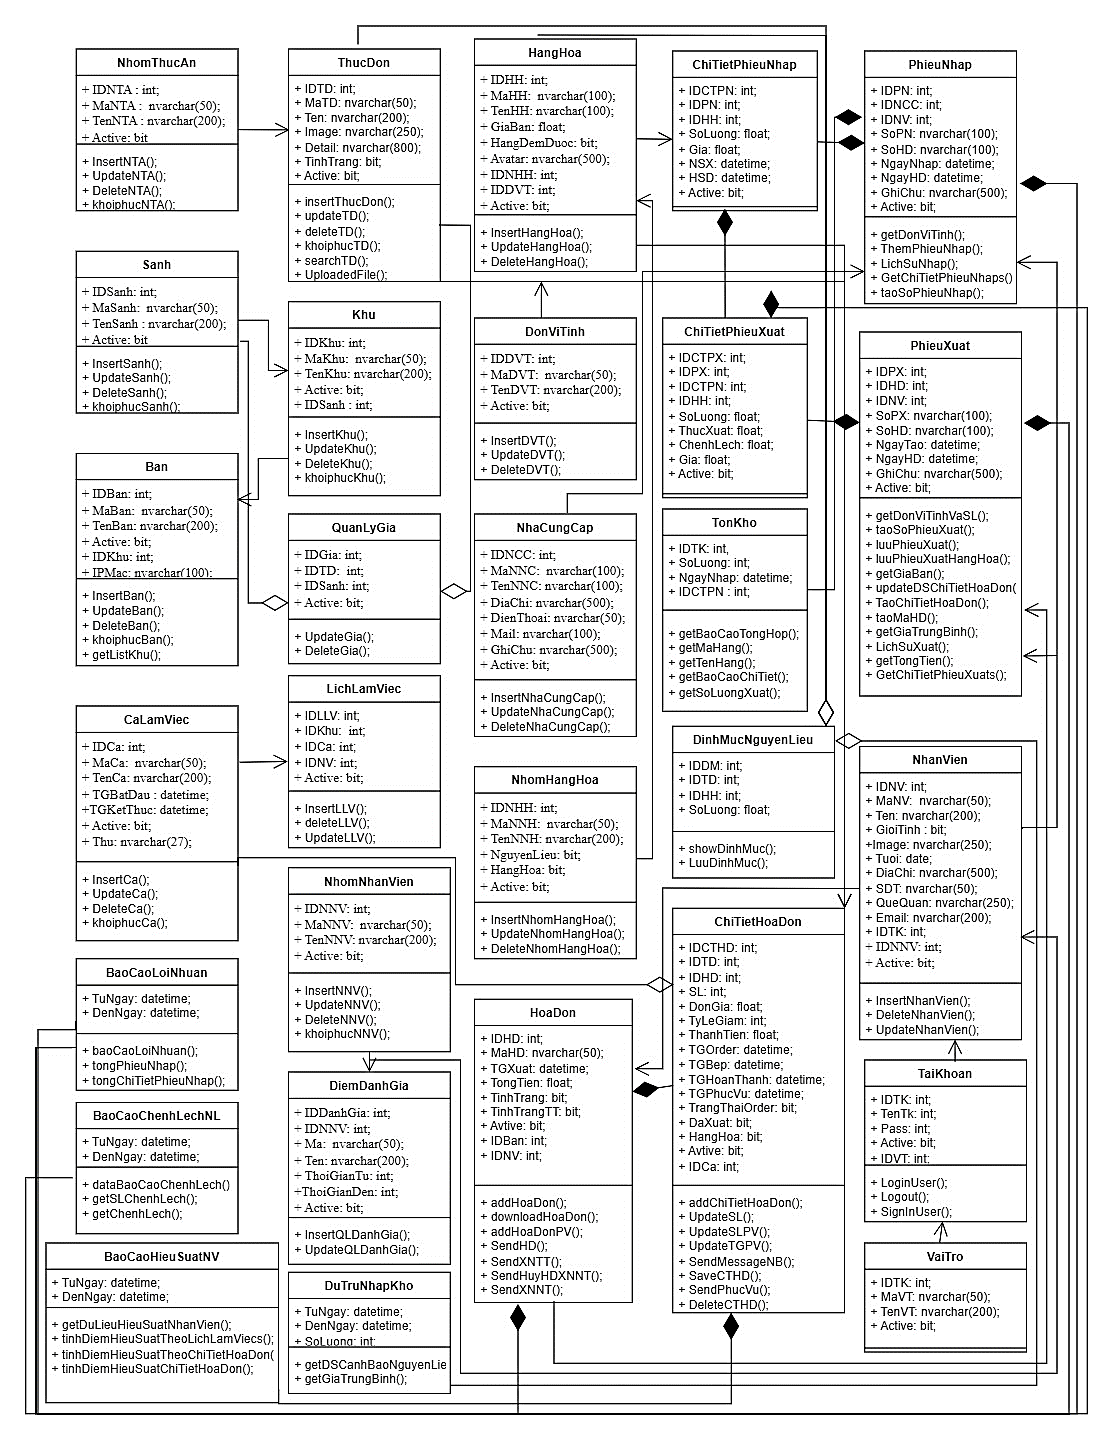 NhomThucAn
+ IDNTA : int;
+ MaNTA : nvarchar(50);
+ TenNTA : nvarchar(200);
+ Active: bit
+ InsertNTA();
+ UpdateNTA();
+ DeleteNTA();
+ khoiphucNTA();
ThucDon
+ IDTD: int;
+ MaTD: nvarchar(50);
+ Ten: nvarchar(200);
+ Image: nvarchar(250);
+ Detail: nvarchar(800);
+ TinhTrang: bit;
+ Active: bit;
+ insertThucDon();
+ updateTD();
+ deleteTD();
+ khoiphucTD();
+ searchTD();
+ UploadedFile();
HangHoa
+ IDHH: int;
+ MaHH: nvarchar(100);
+ TenHH: nvarchar(100);
+ GiaBan: float;
+ HangDemDuoc: bit;
+ Avatar: nvarchar(500);
+ IDNHH: int;
+ IDDVT: int;
+ Active: bit;
+ InsertHangHoa();
+ UpdateHangHoa();
+ DeleteHangHoa();
ChiTietPhieuNhap
+ IDCTPN: int;
+ IDPN: int;
+ IDHH: int;
+ SoLuong: float;
+ Gia: float;
+ NSX: datetime;
+ HSD: datetime;
+ Active: bit;
PhieuNhap
+ IDPN: int;
+ IDNCC: int;
+ IDNV: int;
+ SoPN: nvarchar(100);
+ SoHD: nvarchar(100);
+ NgayNhap: datetime;
+ NgayHD: datetime;
+ GhiChu: nvarchar(500);
+ Active: bit;
+ getDonViTinh();
+ ThemPhieuNhap();
+ LichSuNhap();
+ GetChiTietPhieuNhaps()
+ taoSoPhieuNhap();
Sanh
+ IDSanh: int;
+ MaSanh: nvarchar(50);
+ TenSanh : nvarchar(200);
+ Active: bit
+ InsertSanh();
+ UpdateSanh();
+ DeleteSanh();
+ khoiphucSanh();
Khu
+ IDKhu: int;
+ MaKhu: nvarchar(50);
+ TenKhu: nvarchar(200);
+ Active: bit;
+ IDSanh : int;
+ InsertKhu();
+ UpdateKhu();
+ DeleteKhu();
+ khoiphucKhu();
DonViTinh
+ IDDVT: int;
+ MaDVT: nvarchar(50);
+ TenDVT: nvarchar(200);
+ Active: bit;
+ InsertDVT();
+ UpdateDVT();
+ DeleteDVT();
ChiTietPhieuXuat
+ IDCTPX: int;
+ IDPX: int;
+ IDCTPN: int;
+ IDHH: int;
+ SoLuong: float;
+ ThucXuat: float;
+ ChenhLech: float;
+ Gia: float;
+ Active: bit;
PhieuXuat
+ IDPX: int;
+ IDHD: int;
+ IDNV: int;
+ SoPX: nvarchar(100);
+ SoHD: nvarchar(100);
+ NgayTao: datetime;
+ NgayHD: datetime;
+ GhiChu: nvarchar(500);
+ Active: bit;
+ getDonViTinhVaSL();
+ taoSoPhieuXuat();
+ luuPhieuXuat();
+ luuPhieuXuatHangHoa();
+ getGiaBan();
+ updateDSChiTietHoaDon(
+ TaoChiTietHoaDon();
+ taoMaHD();
+ getGiaTrungBinh();
+ LichSuXuat();
+ getTongTien();
+ GetChiTietPhieuXuats();
Ban
+ IDBan: int;
+ MaBan: nvarchar(50);
+ TenBan: nvarchar(200);
+ Active: bit;
+ IDKhu: int;
+ IPMac: nvarchar(100);
+ InsertBan();
+ UpdateBan();
+ DeleteBan();
+ khoiphucBan();
+ getListKhu();
QuanLyGia
+ IDGia: int;
+ IDTD: int;
+ IDSanh: int;
+ Active: bit;
+ UpdateGia();
+ DeleteGia();
NhaCungCap
+ IDNCC: int;
+ MaNNC: nvarchar(100);
+ TenNNC: nvarchar(100);
+ DiaChi: nvarchar(500);
+ DienThoai: nvarchar(50);
+ Mail: nvarchar(100);
+ GhiChu: nvarchar(500);
+ Active: bit;
+ InsertNhaCungCap();
+ UpdateNhaCungCap();
+ DeleteNhaCungCap();
TonKho
+ IDTK: int;
+ SoLuong: int;
+ NgayNhap: datetime;
+ IDCTPN : int;
+ getBaoCaoTongHop();
+ getMaHang();
+ getTenHang();
+ getBaoCaoChiTiet();
+ getSoLuongXuat();
CaLamViec
+ IDCa: int;
+ MaCa: nvarchar(50);
+ TenCa: nvarchar(200);
+ TGBatDau : datetime;
+TGKetThuc: datetime;
+ Active: bit;
+ Thu: nvarchar(27);
+ InsertCa();
+ UpdateCa();
+ DeleteCa();
+ khoiphucCa();
LichLamViec
+ IDLLV: int;
+ IDKhu: int;
+ IDCa: int;
+ IDNV: int;
+ Active: bit;
+ InsertLLV();
+ deleteLLV();
+ UpdateLLV();
NhomHangHoa
+ IDNHH: int;
+ MaNNH: nvarchar(50);
+ TenNNH: nvarchar(200);
+ NguyenLieu: bit;
+ HangHoa: bit;
+ Active: bit;
+ InsertNhomHangHoa();
+ UpdateNhomHangHoa();
+ DeleteNhomHangHoa();
DinhMucNguyenLieu
+ IDDM: int;
+ IDTD: int;
+ IDHH: int;
+ SoLuong: float;
+ showDinhMuc();
+ LuuDinhMuc();
NhanVien
+ IDNV: int;
+ MaNV: nvarchar(50);
+ Ten: nvarchar(200);
+ GioiTinh : bit;
+Image: nvarchar(250);
+ Tuoi: date;
+ DiaChi: nvarchar(500);
+ SDT: nvarchar(50);
+ QueQuan: nvarchar(250);
+ Email: nvarchar(200);
+ IDTK: int;
+ IDNNV: int;
+ Active: bit;
+ InsertNhanVien();
+ DeleteNhanVien();
+ UpdateNhanVien();
NhomNhanVien
+ IDNNV: int;
+ MaNNV: nvarchar(50);
+ TenNNV: nvarchar(200);
+ Active: bit;
+ InsertNNV();
+ UpdateNNV();
+ DeleteNNV();
+ khoiphucNNV();
ChiTietHoaDon
+ IDCTHD: int;
+ IDTD: int;
+ IDHD: int;
+ SL: int;
+ DonGia: float;
+ TyLeGiam: int;
+ ThanhTien: float;
+ TGOrder: datetime;
+ TGBep: datetime;
+ TGHoanThanh: datetime;
+ TGPhucVu: datetime;
+ TrangThaiOrder: bit;
+ DaXuat: bit;
+ HangHoa: bit;
+ Avtive: bit;
+ IDCa: int;
+ addChiTietHoaDon();
+ UpdateSL();
+ UpdateSLPV();
+ UpdateTGPV();
+ SendMessageNB();
+ SaveCTHD();
+ SendPhucVu();
+ DeleteCTHD();
BaoCaoLoiNhuan
+ TuNgay: datetime;
+ DenNgay: datetime;
+ baoCaoLoiNhuan();
+ tongPhieuNhap();
+ tongChiTietPhieuNhap);
HoaDon
+ IDHD: int;
+ MaHD: nvarchar(50);
+ TGXuat: datetime;
+ TongTien: float;
+ TinhTrang: bit;
+ TinhTrangTT: bit;
+ Avtive: bit;
+ IDBan: int;
+ IDNV: int;
+ addHoaDon();
+ downloadHoaDon();
+ addHoaDonPV();
+ SendHD();
+ SendXNTT();
+ SendHuyHDXNNT();
+ SendXNNT();
TaiKhoan
+ IDTK: int;
+ TenTk: int;
+ Pass: int;
+ Active: bit;
+ IDVT: int;
+ LoginUser();
+ Logout();
+ SignInUser();
DiemDanhGia
+ IDDanhGia: int;
+ IDNNV: int;
+ Ma: nvarchar(50);
+ Ten: nvarchar(200);
+ ThoiGianTu: int;
+ThoiGianDen: int;
+ Active: bit;
+ InsertQLDanhGia();
+ UpdateQLDanhGia();
BaoCaoChenhLechNL
+ TuNgay: datetime;
+ DenNgay: datetime;
+ dataBaoCaoChenhLech()
+ getSLChenhLech();
+ getChenhLech();
BaoCaoHieuSuatNV
+ TuNgay: datetime;
+ DenNgay: datetime;
+ getDuLieuHieuSuatNhanVien();
+ tinhDiemHieuSuatTheoLichLamViecs();
+ tinhDiemHieuSuatTheoChiTietHoaDon(
+ tinhDiemHieuSuatChiTietHoaDon();
DuTruNhapKho
+ TuNgay: datetime;
+ DenNgay: datetime;
+ SoLuong: int;
+ getDSCanhBaoNguyenLie
+ getGiaTrungBinh();
VaiTro
+ IDTK: int;
+ MaVT: nvarchar(50);
+ TenVT: nvarchar(200);
+ Active: bit;